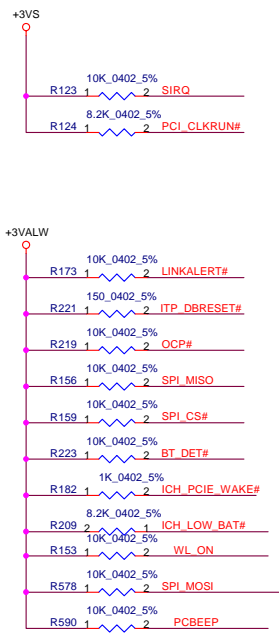 +3VS
10K_0402_5%
R123 1 2 SIRQ
8.2K_0402_5%
R124 1 2 PCI_CLKRUN#
+3VALW
10K_0402_5%
R173 1 2 LINKALERT#
150_0402_5%
R221 1 2 ITP_DBRESET#
10K_0402_5%
R219 1 2 OCP#
10K_0402_5%
R156 1 2 SPI_MISO
10K_0402_5%
R159 1 2 SPI_CS#
10K_0402_5%
R223 1 2 BT_DET#
1K_0402_5%
R182 1 2 ICH_PCIE_WAKE#
8.2K_0402_5%
R209 2 1 ICH_LOW_BAT#
10K_0402_5%
R153 1 2 WL_ON
10K_0402_5%
R578 1 2 SPI_MOSI
10K_0402_5%
R590 1 2 PCBEEP